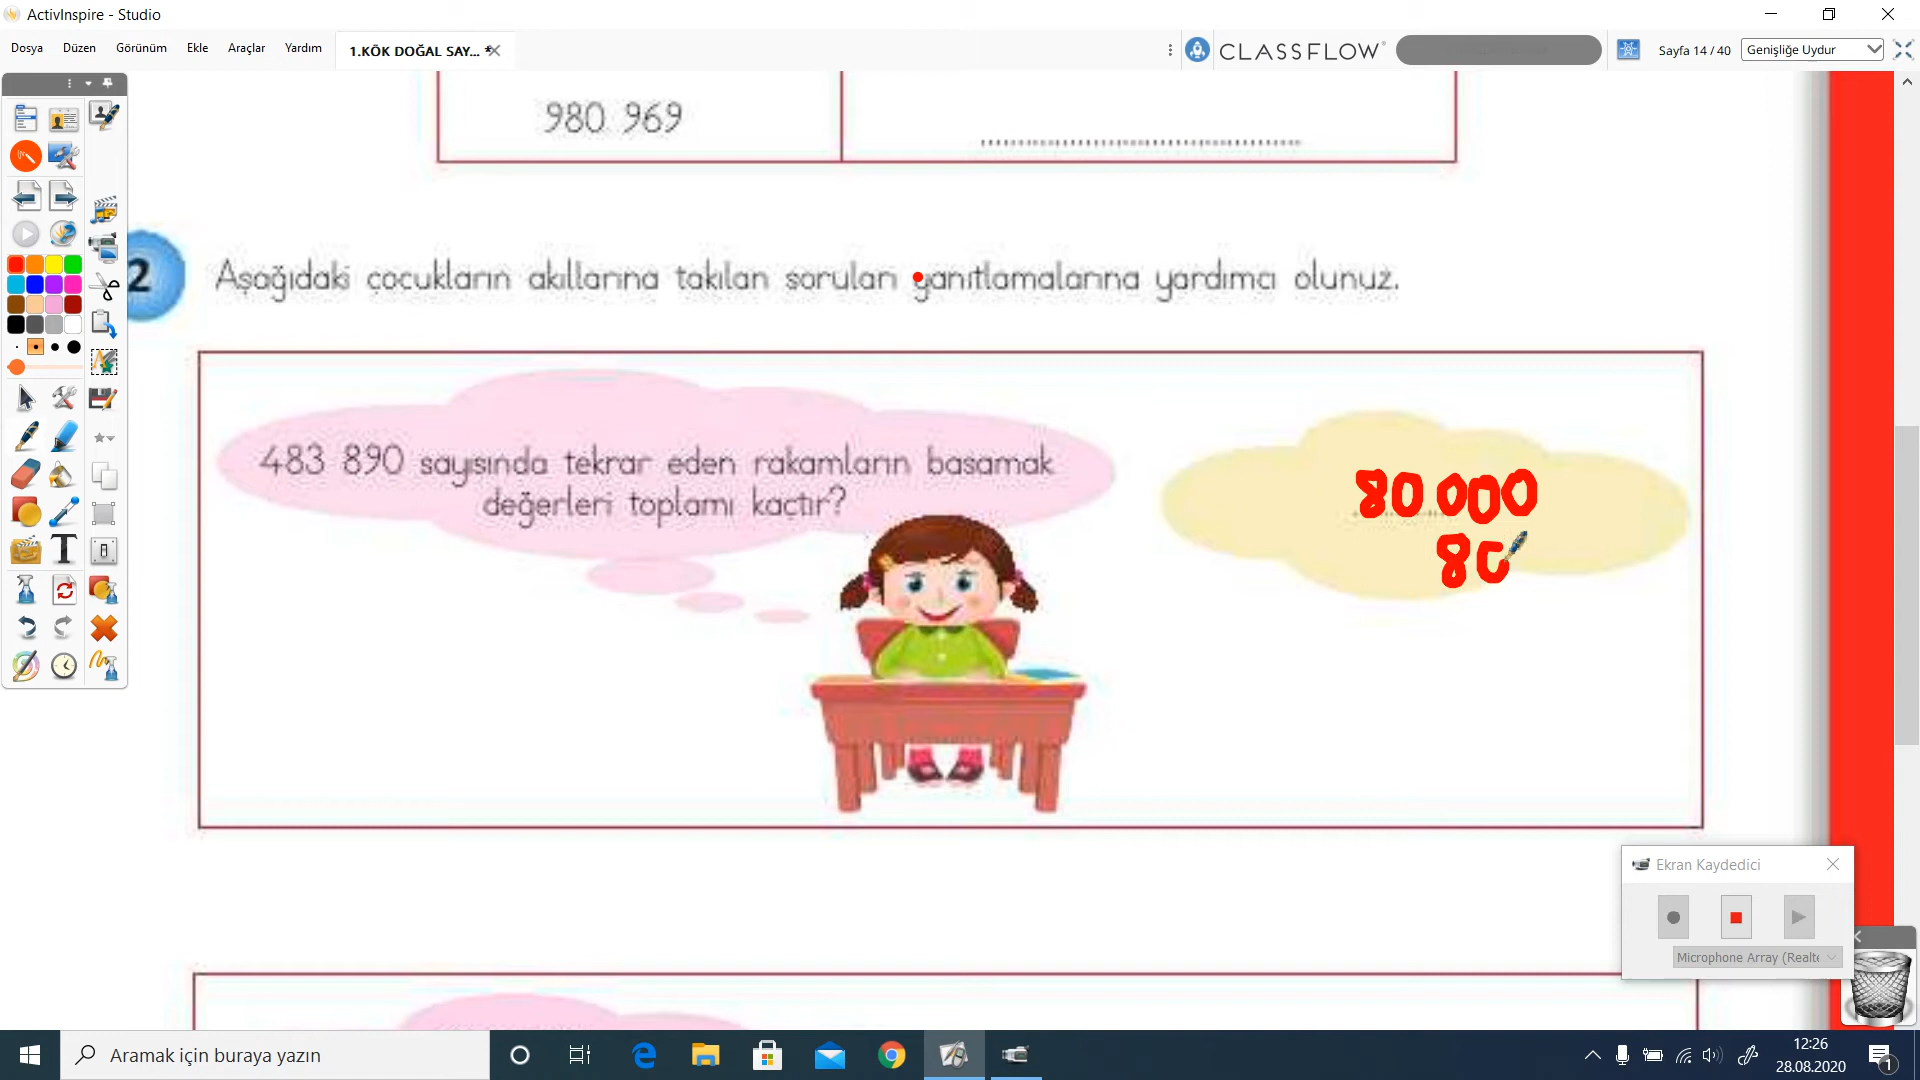 ActivInspire - Studio
Dosya Düzen Görünüm Ekle Araçlar Yardım
1.KÖK DOĞAL SAY... *
CLASSFLOW
Sayfa 14 / 40
Genişliğe Uydur
980 969
2
Aşağıdaki çocukların akıllarına takılan soruları yanıtlamalarına yardımcı olunuz.
483 890 sayısında tekrar eden rakamların basamak
değerleri toplamı kaçtır?
80 000
80
Ekran Kaydedici
Microphone Array (Realte
Aramak için buraya yazın
12:26
28.08.2020
1